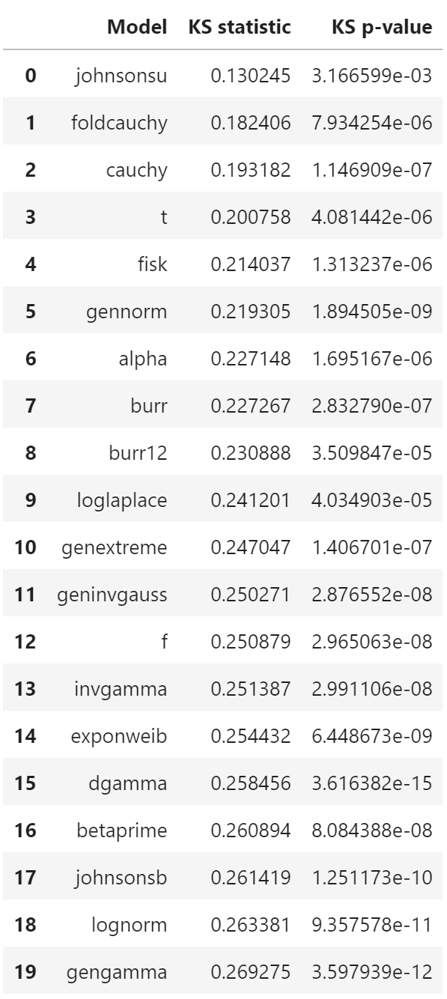 Model KS statistic KS p-value
0 johnsonsu 0.130245 3.166599e-03
1 foldcauchy 0.182406 7.934254e-06
2 cauchy 0.193182 1.146909e-07
3 t 0.200758 4.081442e-06
4 fisk 0.214037 1.313237e-06
5 gennorm 0.219305 1.894505e-09
6 alpha 0.227148 1.695167e-06
7 burr 0.227267 2.832790e-07
8 burr12 0.230888 3.509847e-05
9 loglaplace 0.241201 4.034903e-05
10 genextreme 0.247047 1.406701e-07
11 geninvgauss 0.250271 2.876552e-08
12 f 0.250879 2.965063e-08
13 invgamma 0.251387 2.991106e-08
14 exponweib 0.254432 6.448673e-09
15 dgamma 0.258456 3.616382e-15
16 betaprime 0.260894 8.084388e-08
17 johnsonsb 0.261419 1.251173e-10
18 lognorm 0.263381 9.357578e-11
19 gengamma 0.269275 3.597939e-12